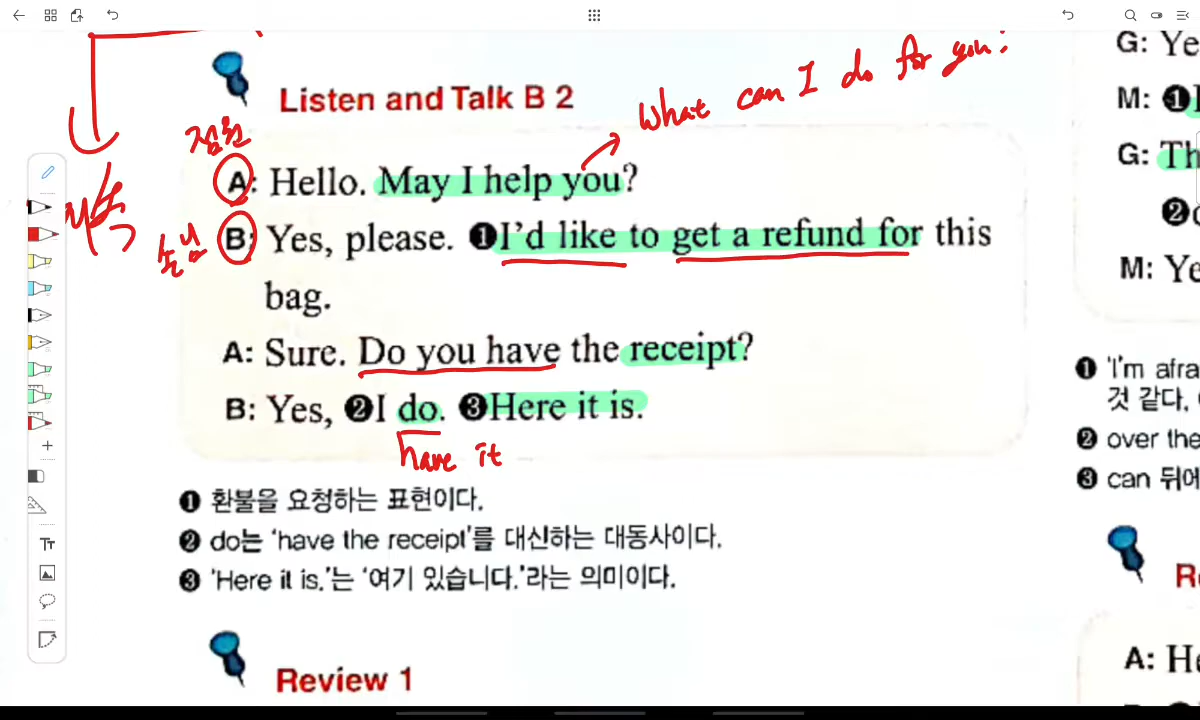 G: Ye
Listen and Talk B 2
What can I do for you?
M: ❶I
점원
A: Hello. May I help you?
G: Th
손님
B: Yes, please. ❶I'd like to get a refund for this
❷c
bag.
M: Ye
A: Sure. Do you have the receipt?
B: Yes, ❷I do. ❸Here it is.
have it
❶ 'I'm afra
것 같다.
❷ over the
❸ can 뒤에
❶ 환불을 요청하는 표현이다.
❷ do는 'have the receipt'를 대신하는 대동사이다.
❸ 'Here it is.'는 '여기 있습니다.'라는 의미이다.
Review 1
Re
A: He
Tт